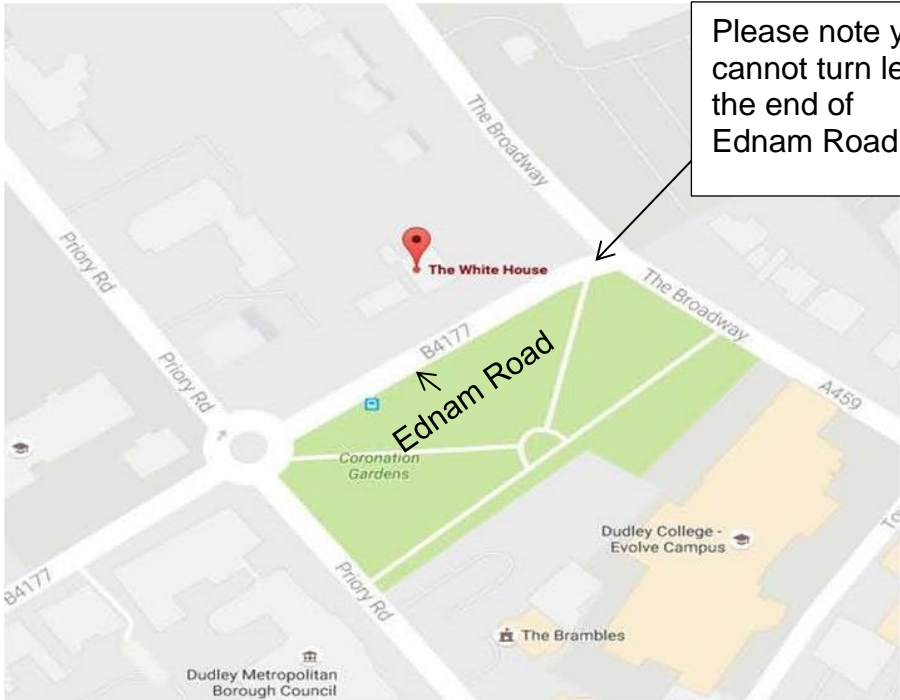 Please note
cannot turn
the end of
Ednam Road
The Broadway
Priory Rd
The White House
The Broadway
B4177
Ednam Road
Priory Rd
A459
Coronation
Gardens
Dudley College -
Evolve Campus
B4177
Priory Rd
The Brambles
Dudley Metropolitan
Borough Council